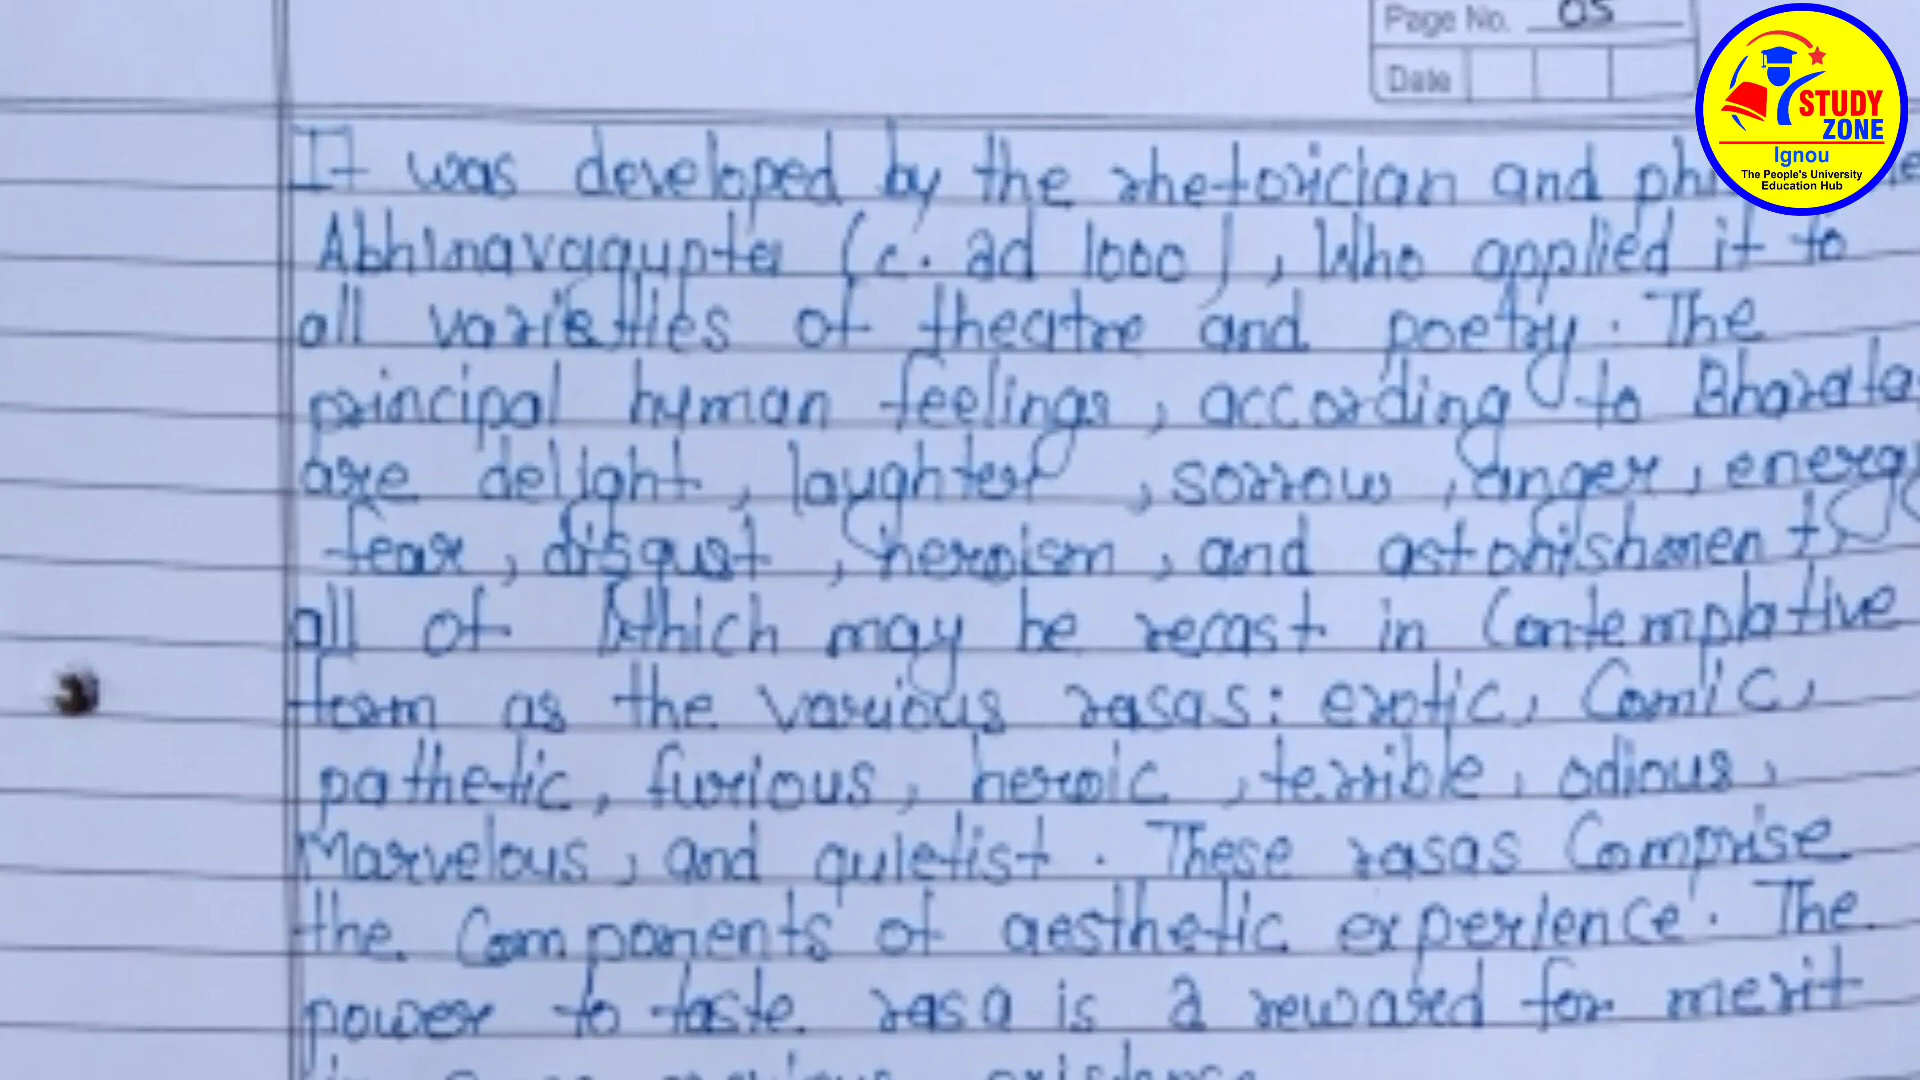 Page No. 05
Date
STUDY
ZONE
Ignou
The People's University
Education Hub
It was developed by the rhetorician and
Abhinavagupta (c. ad 1000), Who applied it to
all varieties of theatre and poetry. The
principal human feelings, according to Bharata,
are delight, laughter, sorrow, anger, energy
fear, disgust, heroism, and astonishment,
all of Which may be recast in Contemplative
form as the various rasas: erotic, Comic,
pathetic, furious, heroic, terrible, odious,
Marvelous, and quietist. These rasas Comprise
the Components of aesthetic experience. The
power to taste rasa is a reward for merit
in previous existence